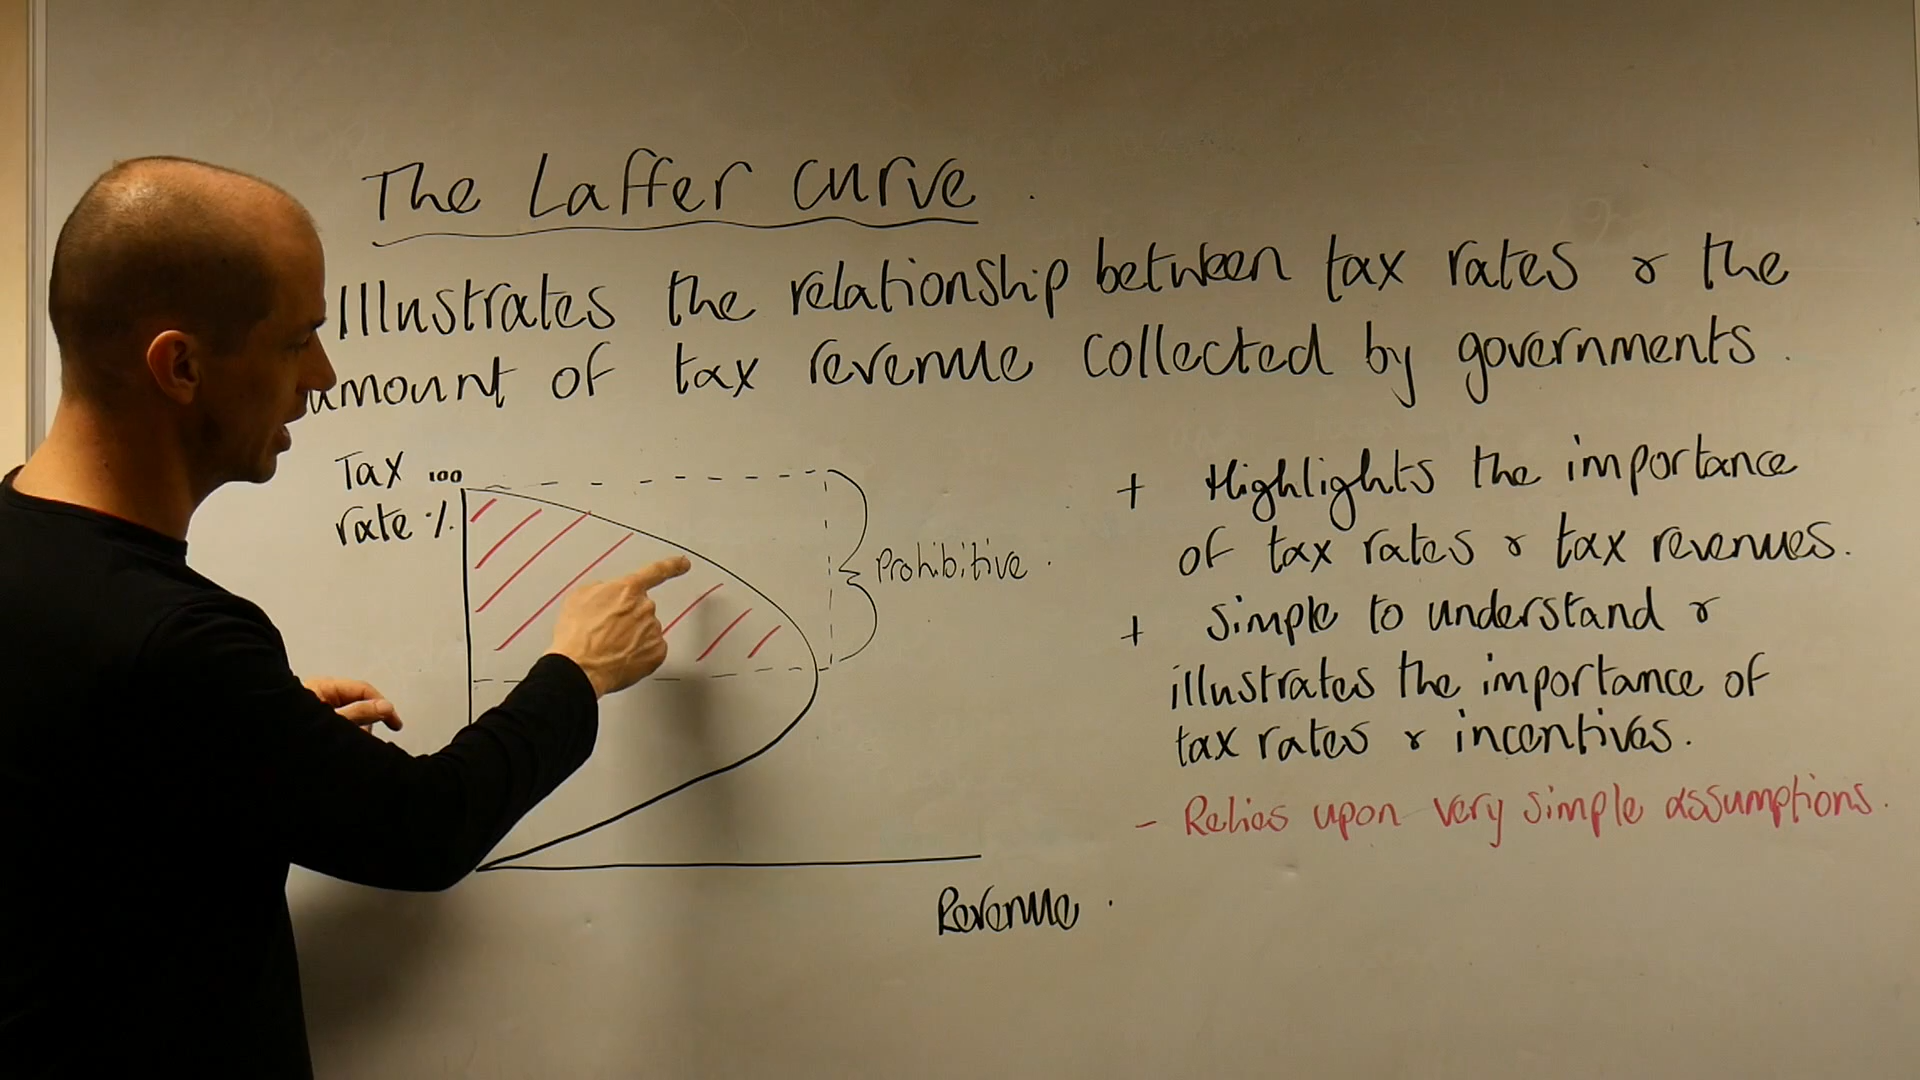 The Laffer curve
Illustrates the relationship between tax rates & the
amount of tax revenue collected by governments.
Tax 100
rate %
Prohibitive.
Revenue.
+ Highlights the importance
of tax rates & tax revenues.
+ Simple to understand &
illustrates the importance of
tax rates & incentives.
- Relies upon very simple assumptions.